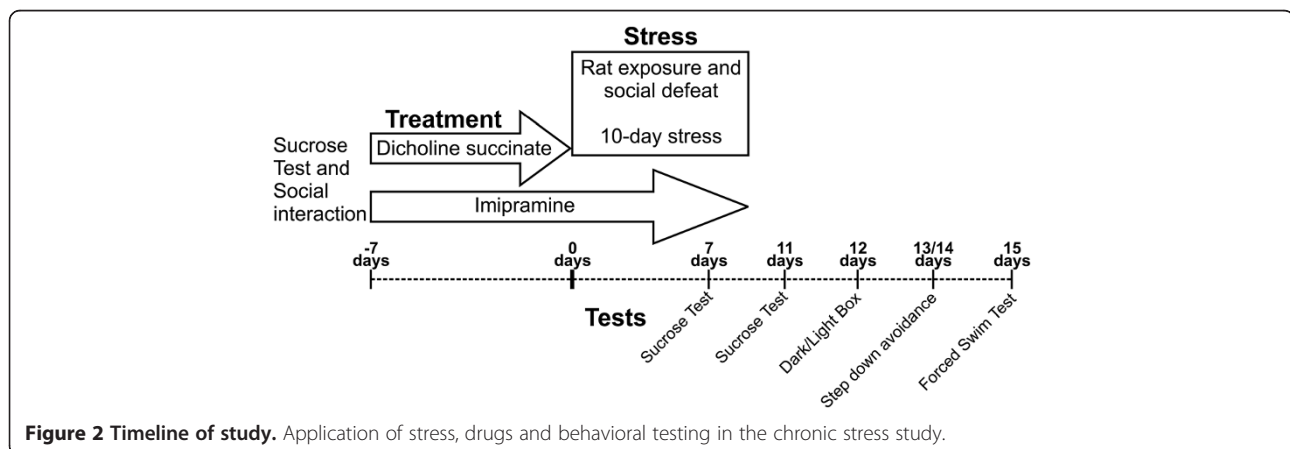 Stress
Rat exposure and
social defeat
10-day stress
Treatment
Dicholine succinate
Sucrose
Test and
Social
interaction
Imipramine
-7
days
0
days
7
days
11
days
12
days
13/14
days
15
days
Tests
Sucrose Test
Sucrose Test
Dark/Light Box
Step down avoidance
Forced Swim Test
Figure 2 Timeline of study. Application of stress, drugs and behavioral testing in the chronic stress study.